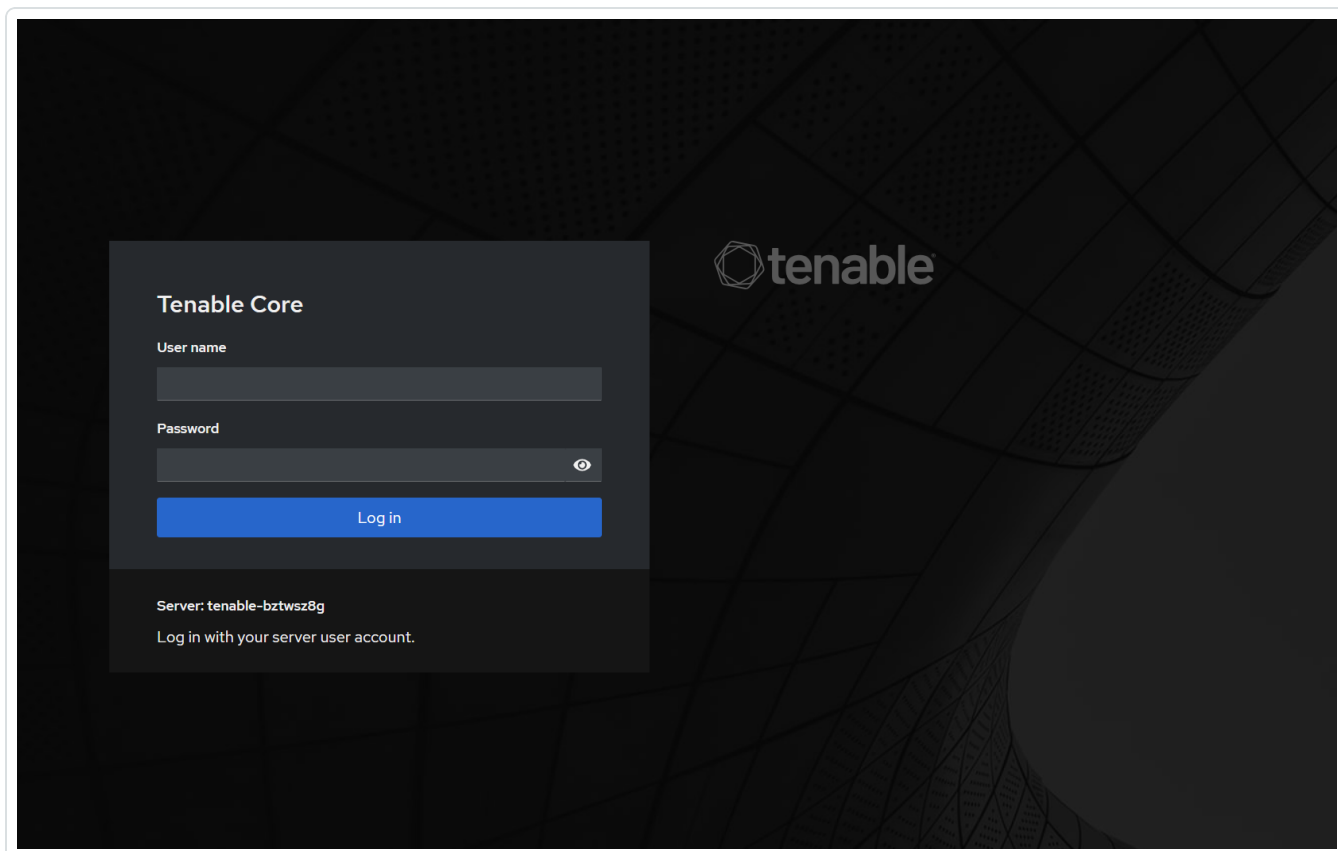 tenable
Tenable Core
User name
Password
Log in
Server: tenable-bztwsz8g
Log in with your server user account.